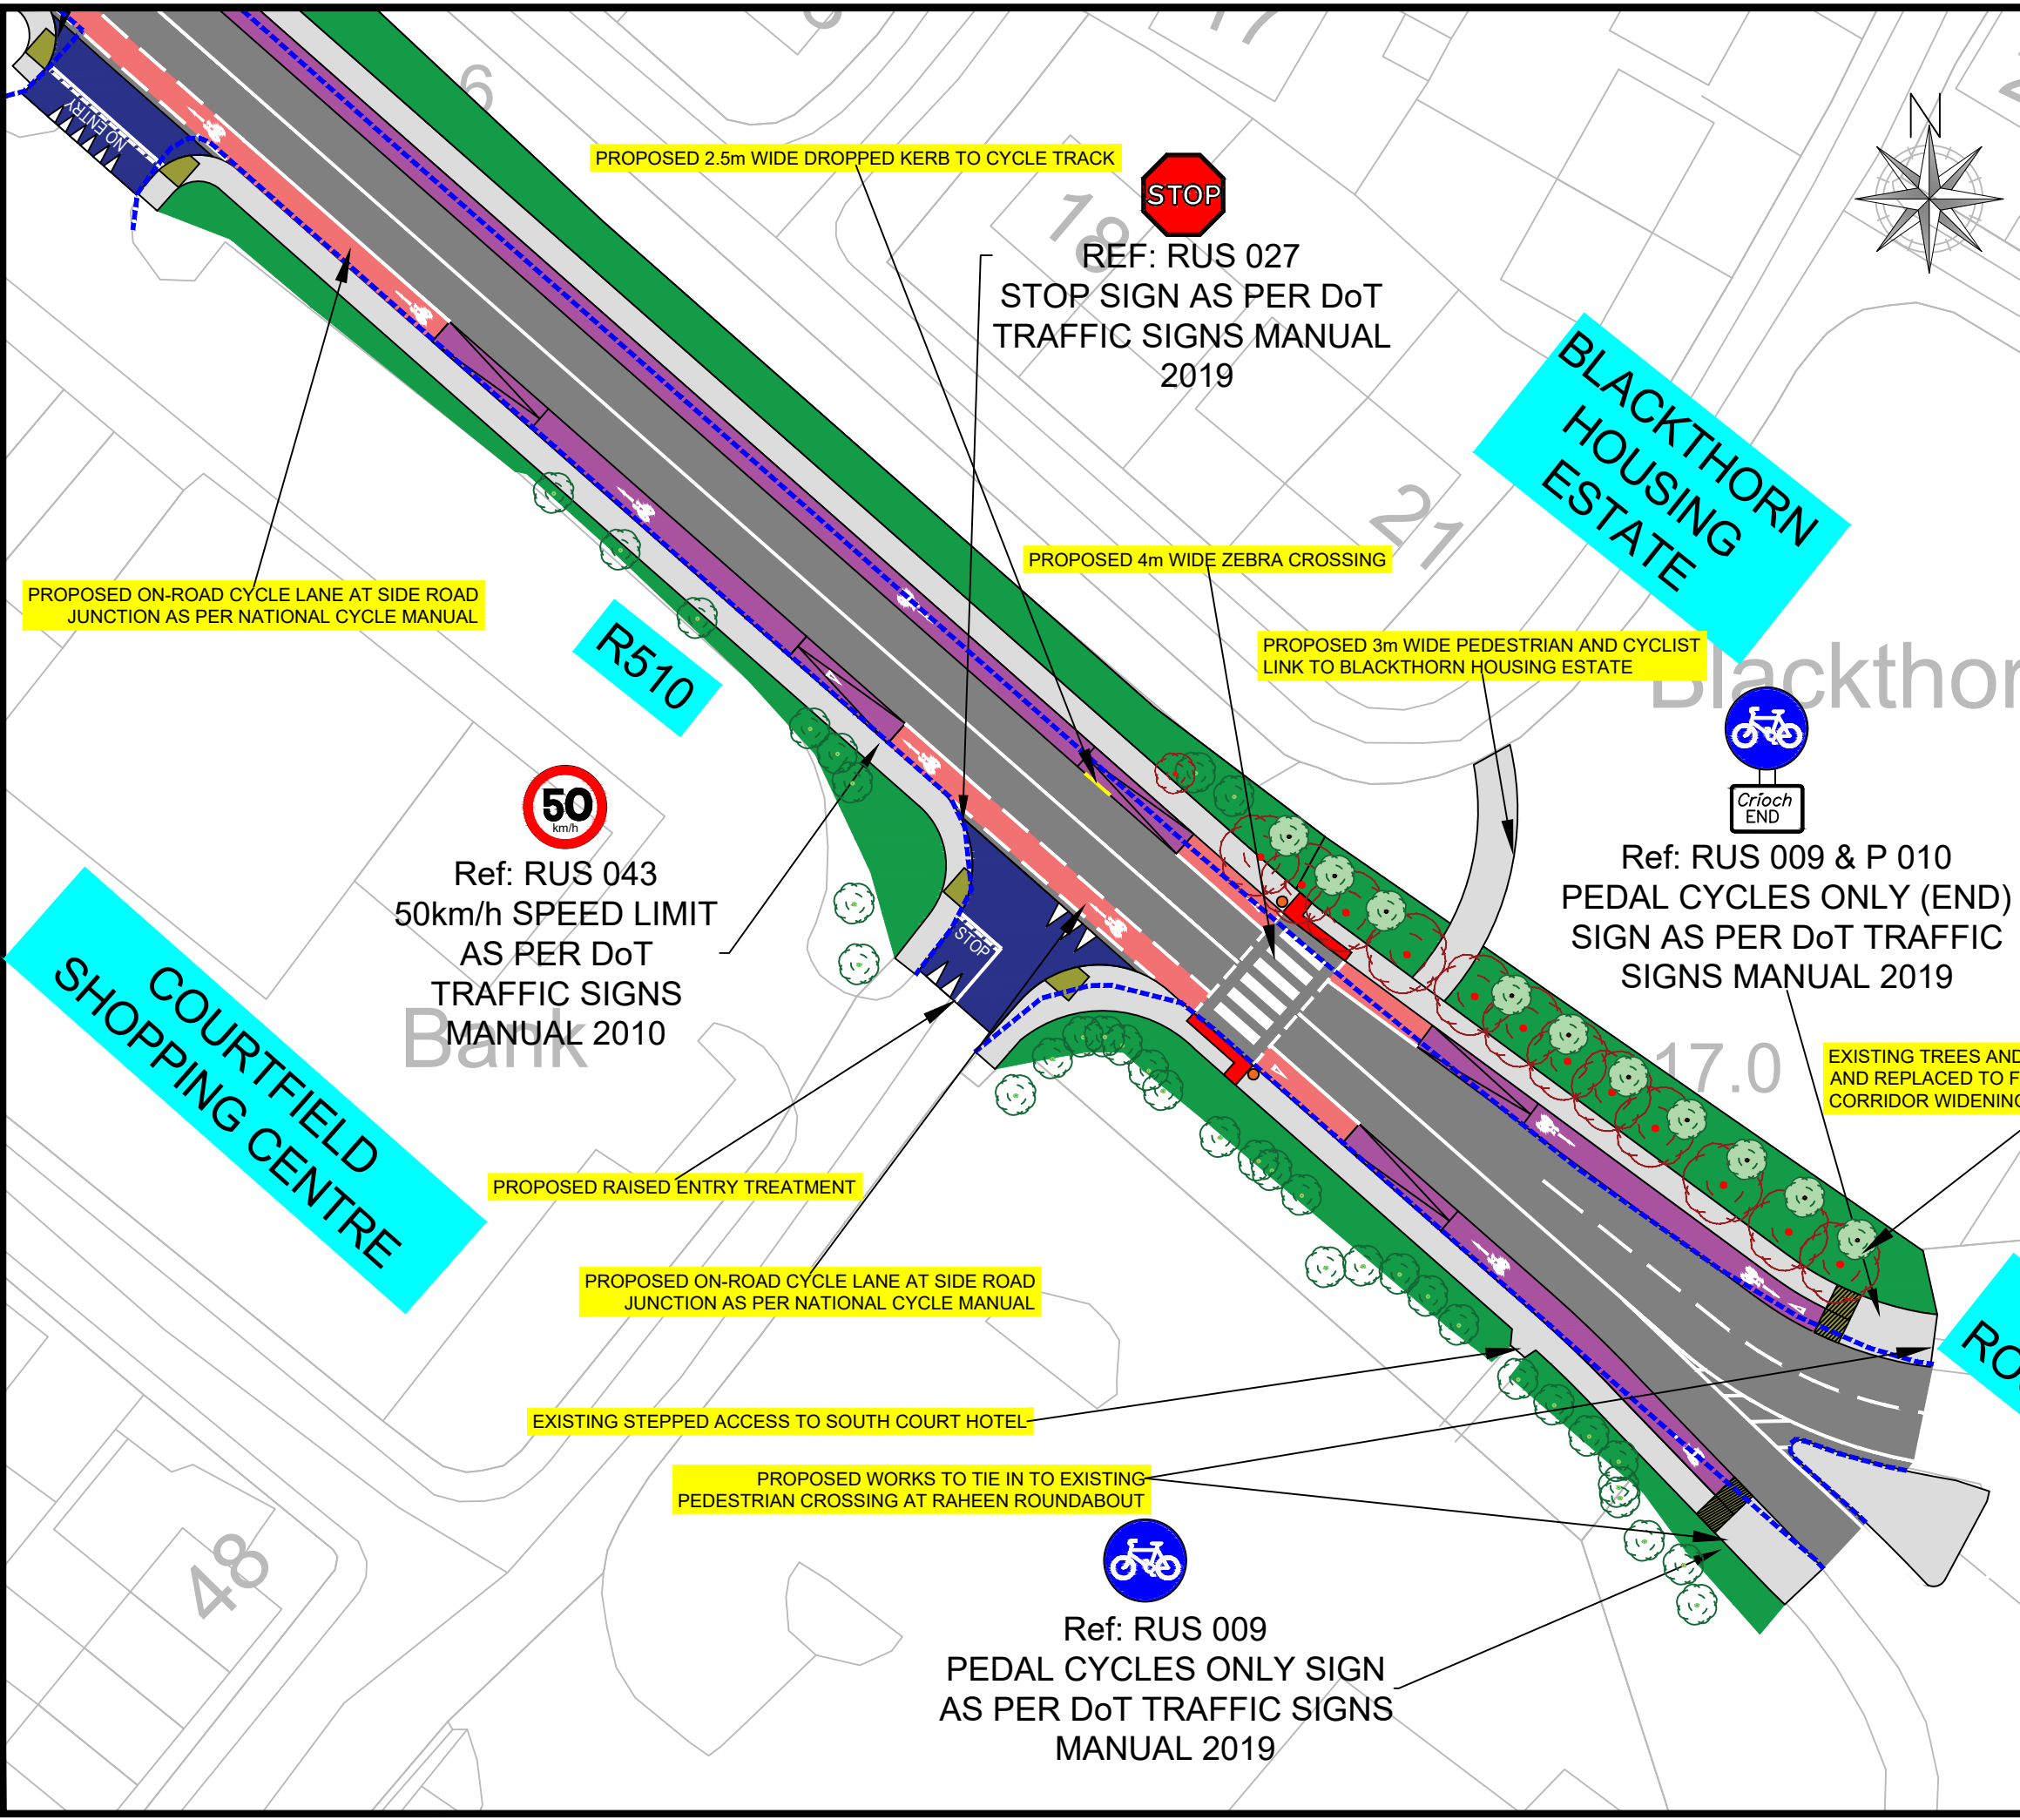 NO ENTRY
6
17
N
PROPOSED 2.5m WIDE DROPPED KERB TO CYCLE TRACK
STOP
18
REF: RUS 027
STOP SIGN AS PER DoT
TRAFFIC SIGNS MANUAL
2019
BLACKTHORN
HOUSING
ESTATE
21
PROPOSED 4m WIDE ZEBRA CROSSING
PROPOSED ON-ROAD CYCLE LANE AT SIDE ROAD
JUNCTION AS PER NATIONAL CYCLE MANUAL
R510
PROPOSED 3m WIDE PEDESTRIAN AND CYCLIST
LINK TO BLACKTHORN HOUSING ESTATE
Blackthor
50
km/h
Ref: RUS 043
50km/h SPEED LIMIT
AS PER DoT
TRAFFIC SIGNS
MANUAL 2010
Bank
Críoch
END
Ref: RUS 009 & P 010
PEDAL CYCLES ONLY (END)
SIGN AS PER DoT TRAFFIC
SIGNS MANUAL 2019
STOP
COURTFIELD
SHOPPING CENTRE
17.0
EXISTING TREES AND
AND REPLACED TO F
CORRIDOR WIDENING
PROPOSED RAISED ENTRY TREATMENT
PROPOSED ON-ROAD CYCLE LANE AT SIDE ROAD
JUNCTION AS PER NATIONAL CYCLE MANUAL
RO
EXISTING STEPPED ACCESS TO SOUTH COURT HOTEL
PROPOSED WORKS TO TIE IN TO EXISTING
PEDESTRIAN CROSSING AT RAHEEN ROUNDABOUT
48
Ref: RUS 009
PEDAL CYCLES ONLY SIGN
AS PER DoT TRAFFIC SIGNS
MANUAL 2019